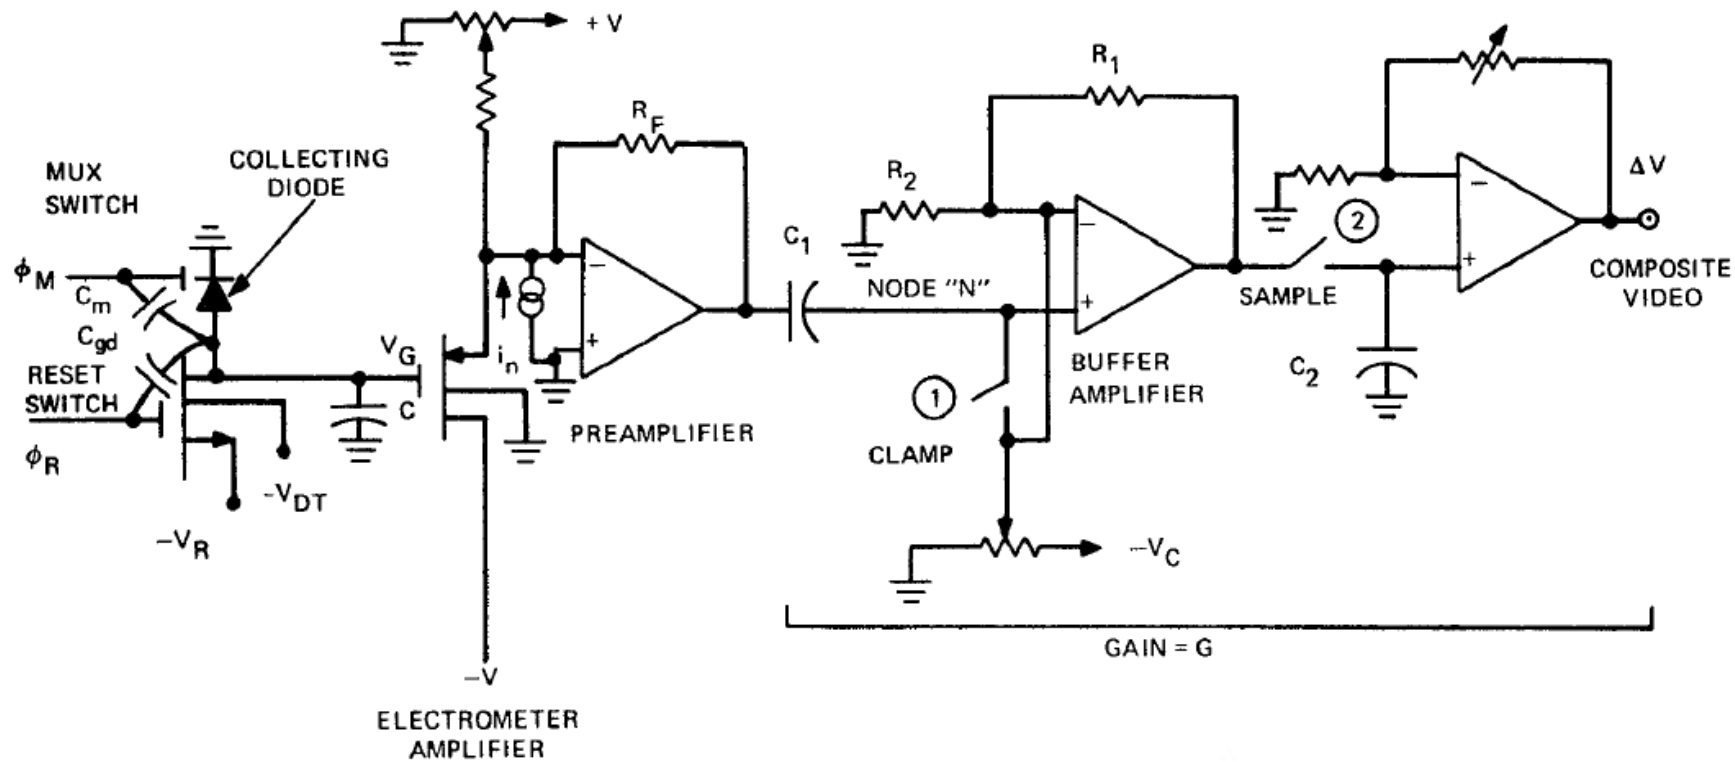 + V
R1
RF
MUX
SWITCH
COLLECTING
DIODE
R2
ΔV
−
+
2
C1
ϕM
Cm
NODE "N"
SAMPLE
COMPOSITE
VIDEO
Cgd
VG
in
RESET
SWITCH
C
PREAMPLIFIER
BUFFER
AMPLIFIER
C2
1
CLAMP
ϕR
−VDT
−VR
−VC
GAIN = G
−V
ELECTROMETER
AMPLIFIER
−
+
−
+